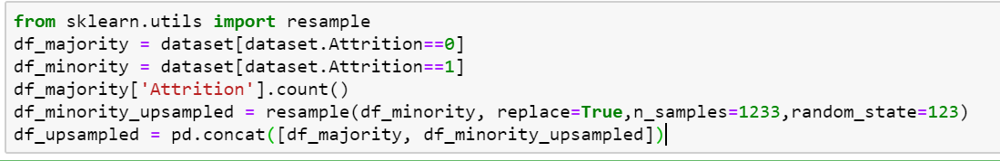 from sklearn.utils import resample
df_majority = dataset[dataset.Attrition==0]
df_minority = dataset[dataset.Attrition==1]
df_majority['Attrition'].count()
df_minority_upsampled = resample(df_minority, replace=True,n_samples=1233,random_state=123)
df_upsampled = pd.concat([df_majority, df_minority_upsampled])